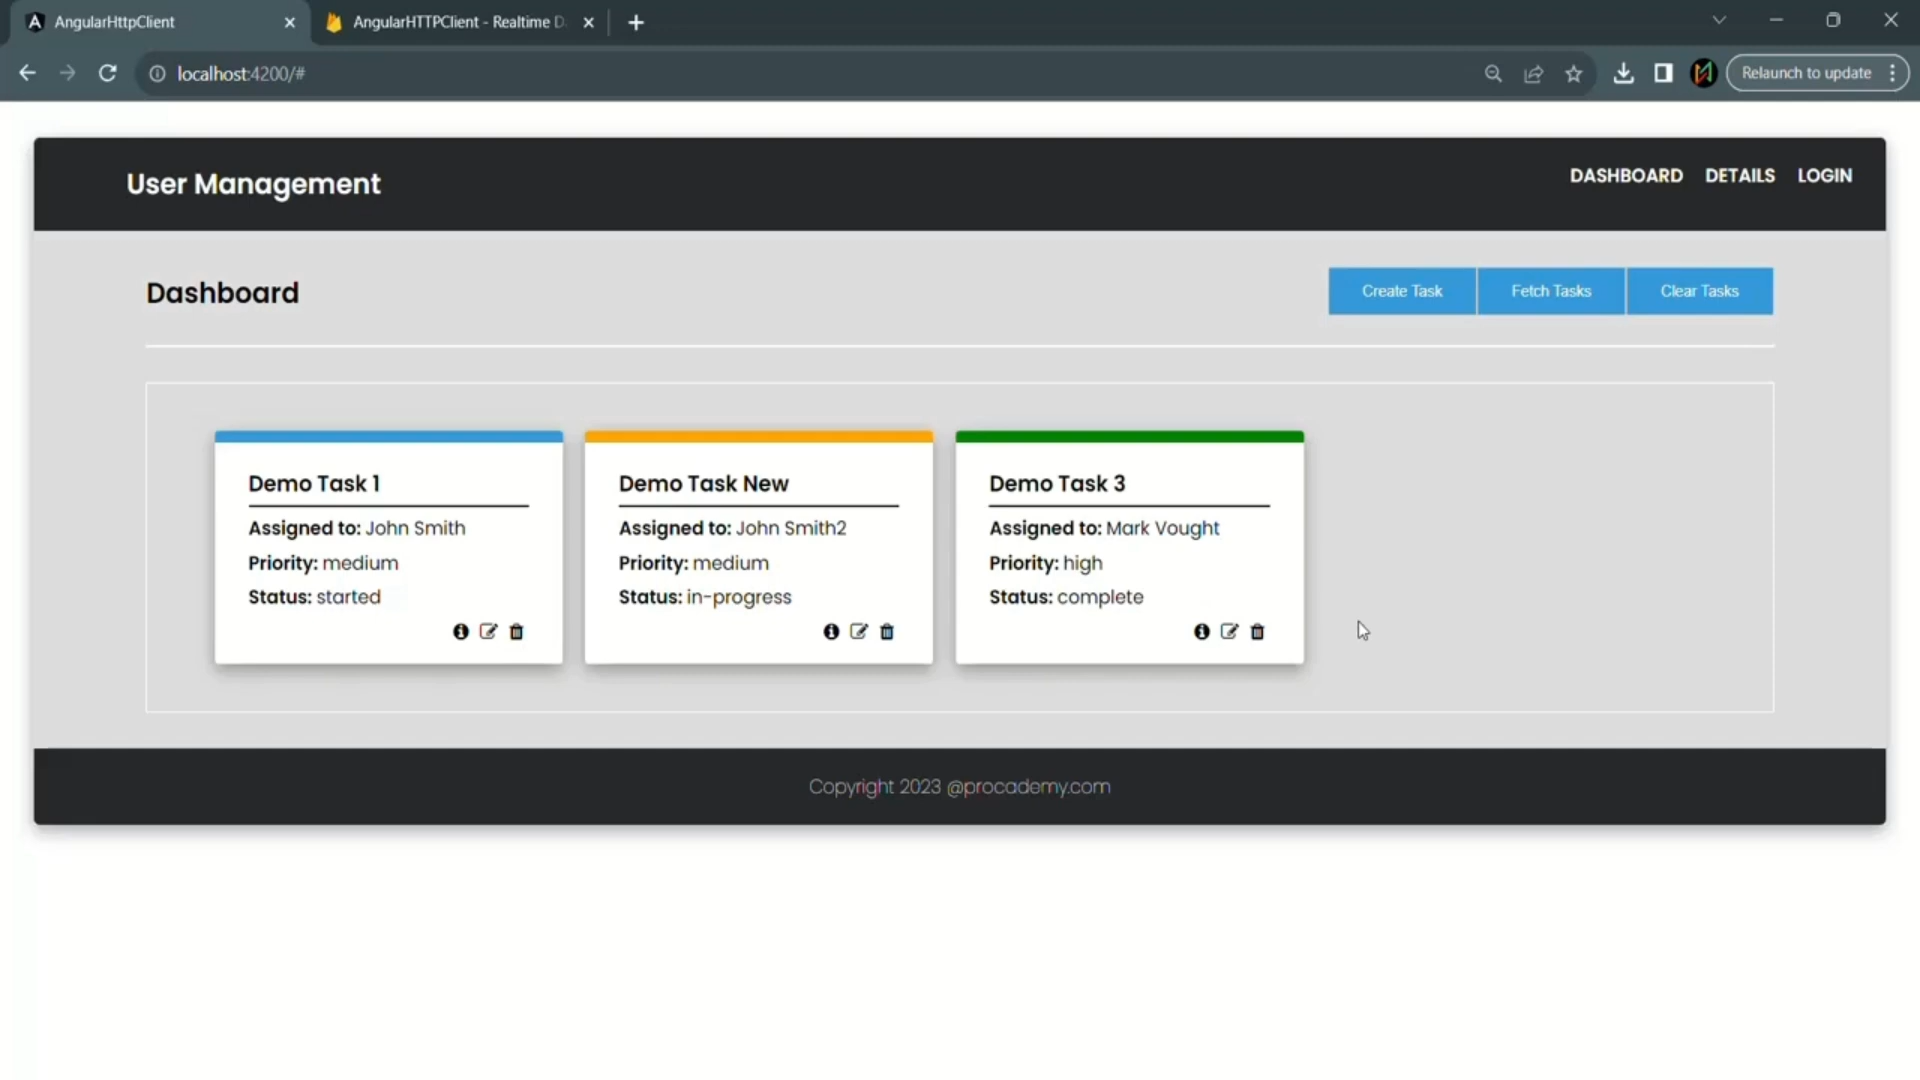 AngularHttpClient
AngularHTTPClient - Realtime D
localhost:4200/#
Relaunch to update
User Management
DASHBOARD DETAILS LOGIN
Dashboard
Create Task Fetch Tasks Clear Tasks
Demo Task 1
Assigned to: John Smith
Priority: medium
Status: started
Demo Task New
Assigned to: John Smith2
Priority: medium
Status: in-progress
Demo Task 3
Assigned to: Mark Vought
Priority: high
Status: complete
Copyright 2023 @procademy.com